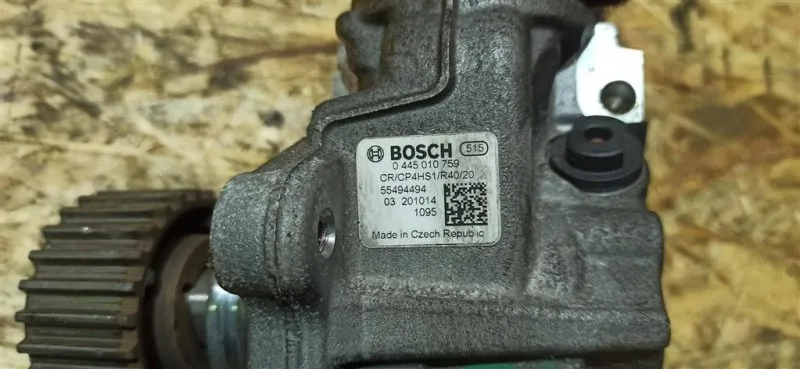 BOSCH 515
0 445 010 759
CR/CP4HS1/R40/20
55494494
03 201014
1095
Made in Czech Republic